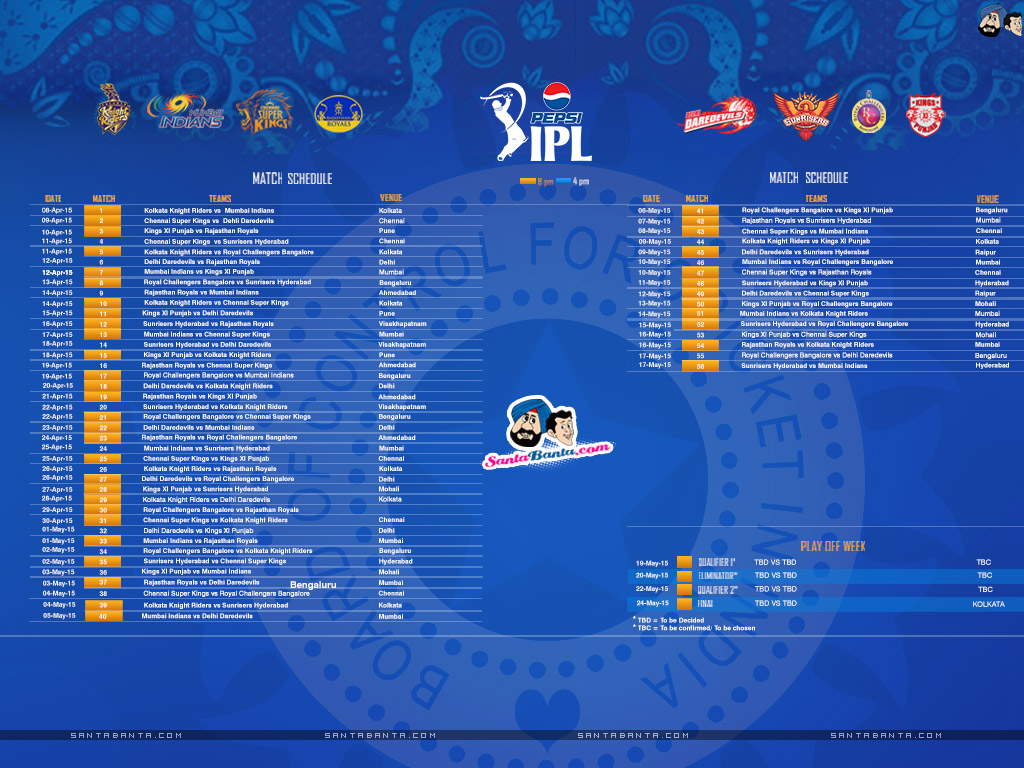 PEPSI
IPL
8 pm 4 pm
MATCH SCHEDULE
DATE MATCH TEAMS VENUE
08-Apr-15 1 Kolkata Knight Riders vs Mumbai Indians Kolkata
09-Apr-15 2 Chennai Super Kings vs Dehli Daredevils Chennai
10-Apr-15 3 Kings XI Punjab vs Rajasthan Royals Pune
11-Apr-15 4 Chennai Super Kings vs Sunrisers Hyderabad Chennai
11-Apr-15 5 Kolkata Knight Riders vs Royal Challengers Bangalore Kolkata
12-Apr-15 6 Delhi Daredevils vs Rajasthan Royals Delhi
12-Apr-15 7 Mumbai Indians vs Kings XI Punjab Mumbai
13-Apr-15 8 Royal Challengers Bangalore vs Sunrisers Hyderabad Bengaluru
14-Apr-15 9 Rajasthan Royals vs Mumbai Indians Ahmedabad
14-Apr-15 10 Kolkata Knight Riders vs Chennai Super Kings Kolkata
15-Apr-15 11 Kings XI Punjab vs Delhi Daredevils Pune
16-Apr-15 12 Sunrisers Hyderabad vs Rajasthan Royals Visakhapatnam
17-Apr-15 13 Mumbai Indians vs Chennai Super Kings Mumbai
18-Apr-15 14 Sunrisers Hyderabad vs Delhi Daredevils Visakhapatnam
18-Apr-15 15 Kings XI Punjab vs Kolkata Knight Riders Pune
19-Apr-15 16 Rajasthan Royals vs Chennai Super Kings Ahmedabad
19-Apr-15 17 Royal Challengers Bangalore vs Mumbai Indians Bengaluru
20-Apr-15 18 Delhi Daredevils vs Kolkata Knight Riders Delhi
21-Apr-15 19 Rajasthan Royals vs Kings XI Punjab Ahmedabad
22-Apr-15 20 Sunrisers Hyderabad vs Kolkata Knight Riders Visakhapatnam
22-Apr-15 21 Royal Challengers Bangalore vs Chennai Super Kings Bengaluru
23-Apr-15 22 Delhi Daredevils vs Mumbai Indians Delhi
24-Apr-15 23 Rajasthan Royals vs Royal Challengers Bangalore Ahmedabad
25-Apr-15 24 Mumbai Indians vs Sunrisers Hyderabad Mumbai
25-Apr-15 25 Chennai Super Kings vs Kings XI Punjab Chennai
26-Apr-15 26 Kolkata Knight Riders vs Rajasthan Royals Kolkata
26-Apr-15 27 Delhi Daredevils vs Royal Challengers Bangalore Delhi
27-Apr-15 28 Kings XI Punjab vs Sunrisers Hyderabad Mohali
28-Apr-15 29 Kolkata Knight Riders vs Delhi Daredevils Kolkata
29-Apr-15 30 Royal Challengers Bangalore vs Rajasthan Royals
30-Apr-15 31 Chennai Super Kings vs Kolkata Knight Riders Chennai
01-May-15 32 Delhi Daredevils vs Kings XI Punjab Delhi
01-May-15 33 Mumbai Indians vs Rajasthan Royals Mumbai
02-May-15 34 Royal Challengers Bangalore vs Kolkata Knight Riders Bengaluru
02-May-15 35 Sunrisers Hyderabad vs Chennai Super Kings Hyderabad
03-May-15 36 Kings XI Punjab vs Mumbai Indians Mohali
03-May-15 37 Rajasthan Royals vs Delhi Daredevils Bengaluru Mumbai
04-May-15 38 Chennai Super Kings vs Royal Challengers Bangalore Chennai
04-May-15 39 Kolkata Knight Riders vs Sunrisers Hyderabad Kolkata
05-May-15 40 Mumbai Indians vs Delhi Daredevils Mumbai
MATCH SCHEDULE
DATE MATCH TEAMS VENUE
06-May-15 41 Royal Challengers Bangalore vs Kings XI Punjab Bengaluru
07-May-15 42 Rajasthan Royals vs Sunrisers Hyderabad Mumbai
08-May-15 43 Chennai Super Kings vs Mumbai Indians Chennai
09-May-15 44 Kolkata Knight Riders vs Kings XI Punjab Kolkata
09-May-15 45 Delhi Daredevils vs Sunrisers Hyderabad Raipur
10-May-15 46 Mumbai Indians vs Royal Challengers Bangalore Mumbai
10-May-15 47 Chennai Super Kings vs Rajasthan Royals Chennai
11-May-15 48 Sunrisers Hyderabad vs Kings XI Punjab Hyderabad
12-May-15 49 Delhi Daredevils vs Chennai Super Kings Raipur
13-May-15 50 Kings XI Punjab vs Royal Challengers Bangalore Mohali
14-May-15 51 Mumbai Indians vs Kolkata Knight Riders Mumbai
15-May-15 52 Sunrisers Hyderabad vs Royal Challengers Bangalore Hyderabad
16-May-15 53 Kings XI Punjab vs Chennai Super Kings Mohali
16-May-15 54 Rajasthan Royals vs Kolkata Knight Riders Mumbai
17-May-15 55 Royal Challengers Bangalore vs Delhi Daredevils Bengaluru
17-May-15 56 Sunrisers Hyderabad vs Mumbai Indians Hyderabad
SantaBanta.com
PLAY OFF WEEK
19-May-15 QUALIFIER 1* TBD VS TBD TBC
20-May-15 ELIMINATOR* TBD VS TBD TBC
22-May-15 QUALIFIER 2* TBD VS TBD TBC
24-May-15 FINAL TBD VS TBD KOLKATA
* TBD = To be Decided
* TBC = To be confirmed/ To be chosen
BOARD OF CONTROL FOR CRICKET IN INDIA
SANTABANTA.COM SANTABANTA.COM SANTABANTA.COM SANTABANTA.COM
Knight Riders
MUMBAI INDIANS
CHENNAI SUPER KINGS
RAJASTHAN ROYALS
DELHI DAREDEVILS
SUNRISERS
RC
KINGS XI PUNJAB